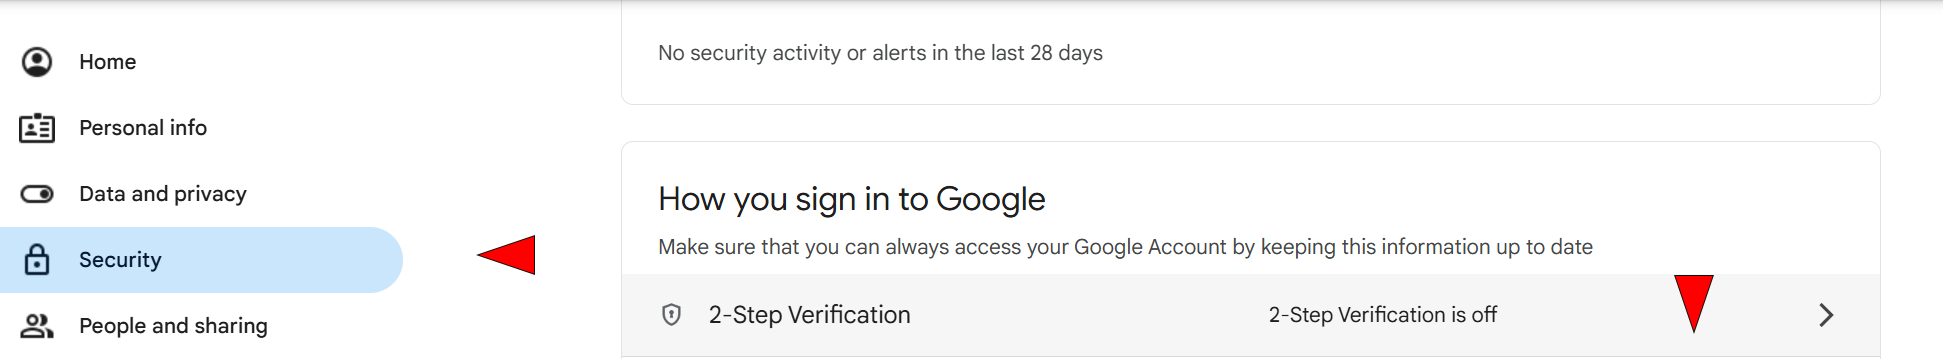 Home
Personal info
Data and privacy
Security
People and sharing
No security activity or alerts in the last 28 days
How you sign in to Google
Make sure that you can always access your Google Account by keeping this information up to date
2-Step Verification
2-Step Verification is off